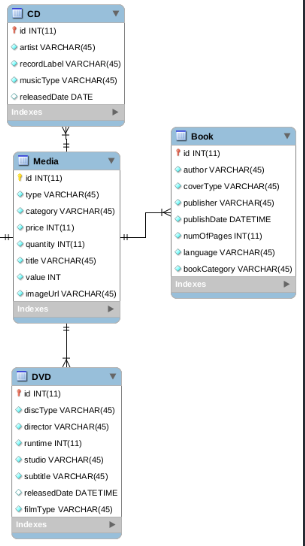 CD
id INT(11)
artist VARCHAR(45)
recordLabel VARCHAR(45)
musicType VARCHAR(45)
releasedDate DATE
Indexes
Media
id INT(11)
type VARCHAR(45)
category VARCHAR(45)
price INT(11)
quantity INT(11)
title VARCHAR(45)
value INT
imageUrl VARCHAR(45)
Indexes
Book
id INT(11)
author VARCHAR(45)
coverType VARCHAR(45)
publisher VARCHAR(45)
publishDate DATETIME
numOfPages INT(11)
language VARCHAR(45)
bookCategory VARCHAR(45)
Indexes
DVD
id INT(11)
discType VARCHAR(45)
director VARCHAR(45)
runtime INT(11)
studio VARCHAR(45)
subtitle VARCHAR(45)
releasedDate DATETIME
filmType VARCHAR(45)
Indexes